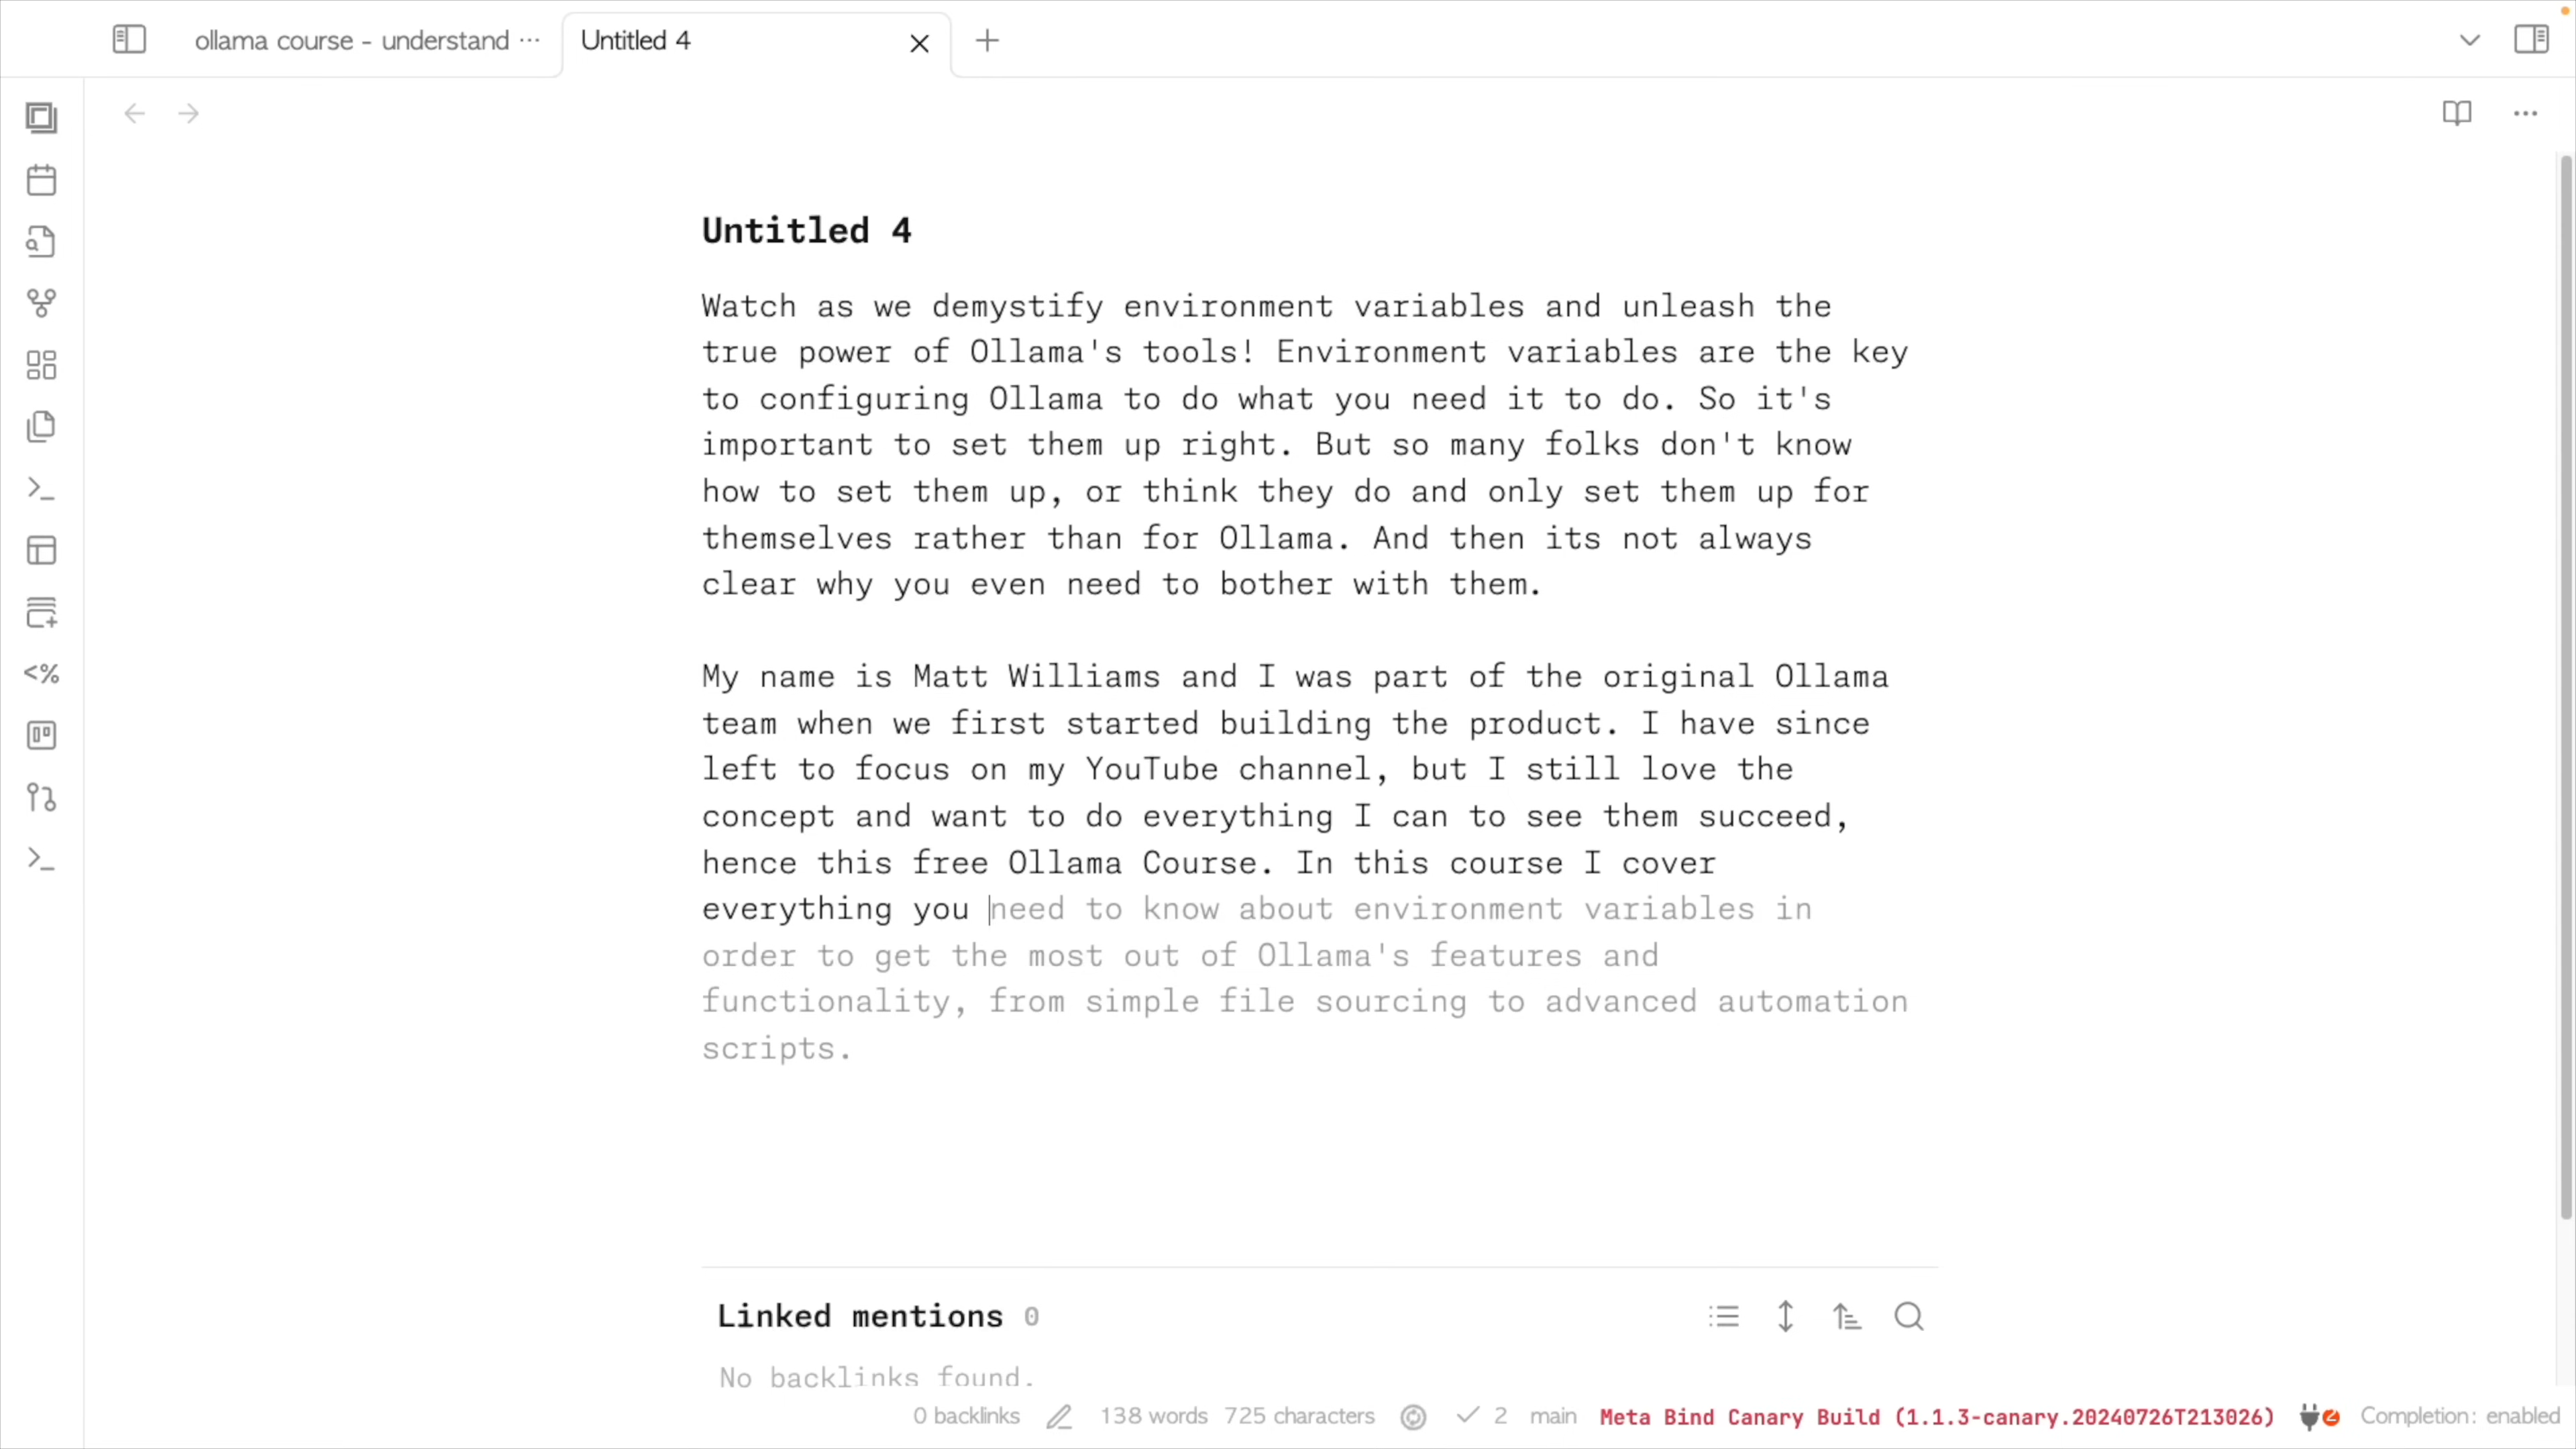 ollama course - understand ...
Untitled 4
<%
Untitled 4
Watch as we demystify environment variables and unleash the
true power of Ollama's tools! Environment variables are the key
to configuring Ollama to do what you need it to do. So it's
important to set them up right. But so many folks don't know
how to set them up, or think they do and only set them up for
themselves rather than for Ollama. And then its not always
clear why you even need to bother with them.
My name is Matt Williams and I was part of the original Ollama
team when we first started building the product. I have since
left to focus on my YouTube channel, but I still love the
concept and want to do everything I can to see them succeed,
hence this free Ollama Course. In this course I cover
everything you need to know about environment variables in
order to get the most out of Ollama's features and
functionality, from simple file sourcing to advanced automation
scripts.
Linked mentions 0
No backlinks found.
0 backlinks 138 words 725 characters 2 main Meta Bind Canary Build (1.1.3-canary.20240726T213026) Completion: enabled